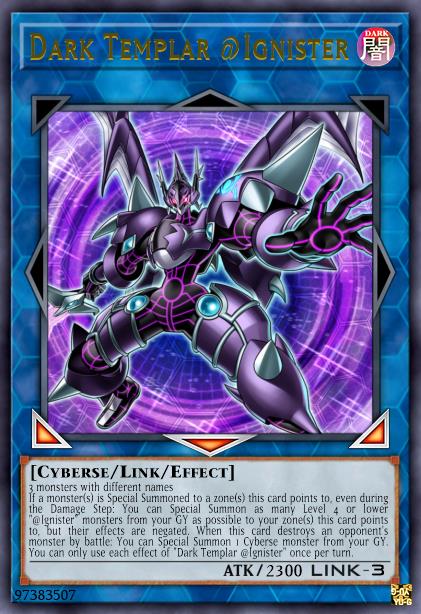 Dark Templar @Ignister
DARK
闇
[Cyberse/Link/Effect]
3 monsters with different names
If a monster(s) is Special Summoned to a zone(s) this card points to, even during
the Damage Step: You can Special Summon as many Level 4 or lower
"@Ignister" monsters from your GY as possible to your zone(s) this card points
to, but their effects are negated. When this card destroys an opponent's
monster by battle: You can Special Summon 1 Cyberse monster from your GY.
You can only use each effect of "Dark Templar @Ignister" once per turn.
ATK/2300 LINK-3
97383507